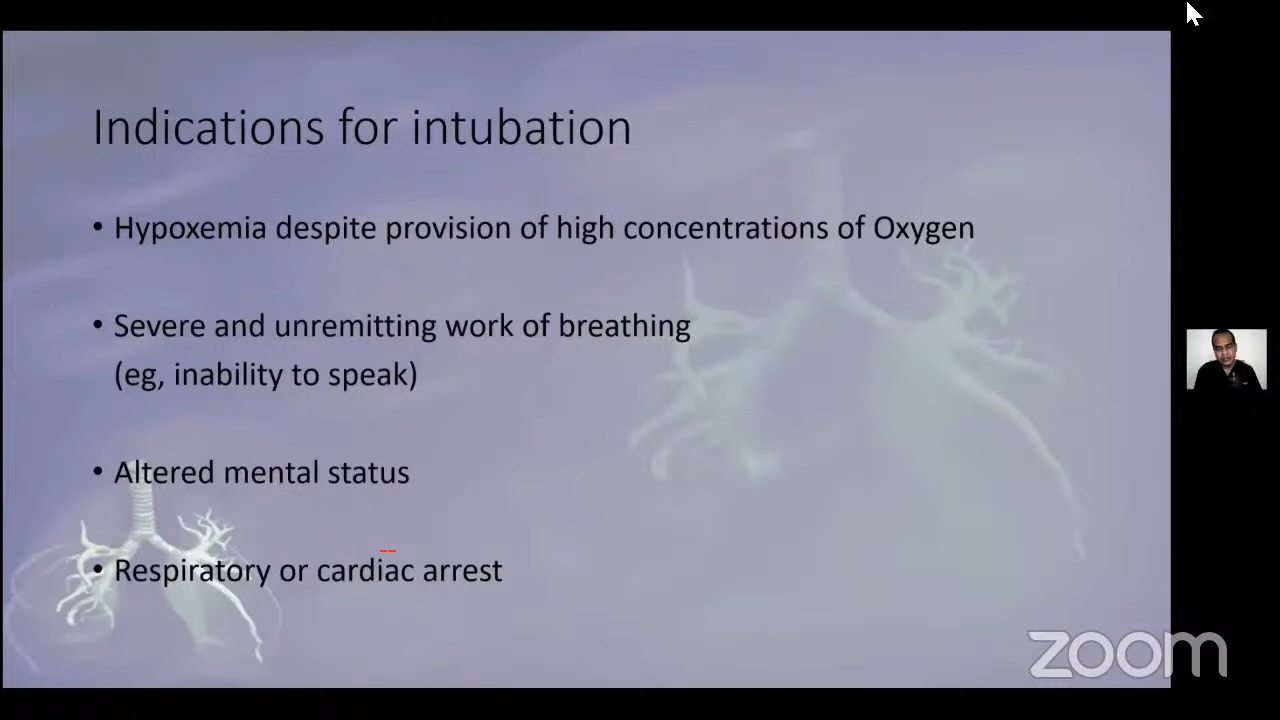 Indications for intubation
• Hypoxemia despite provision of high concentrations of Oxygen
• Severe and unremitting work of breathing
(eg, inability to speak)
• Altered mental status
• Respiratory or cardiac arrest
zoom